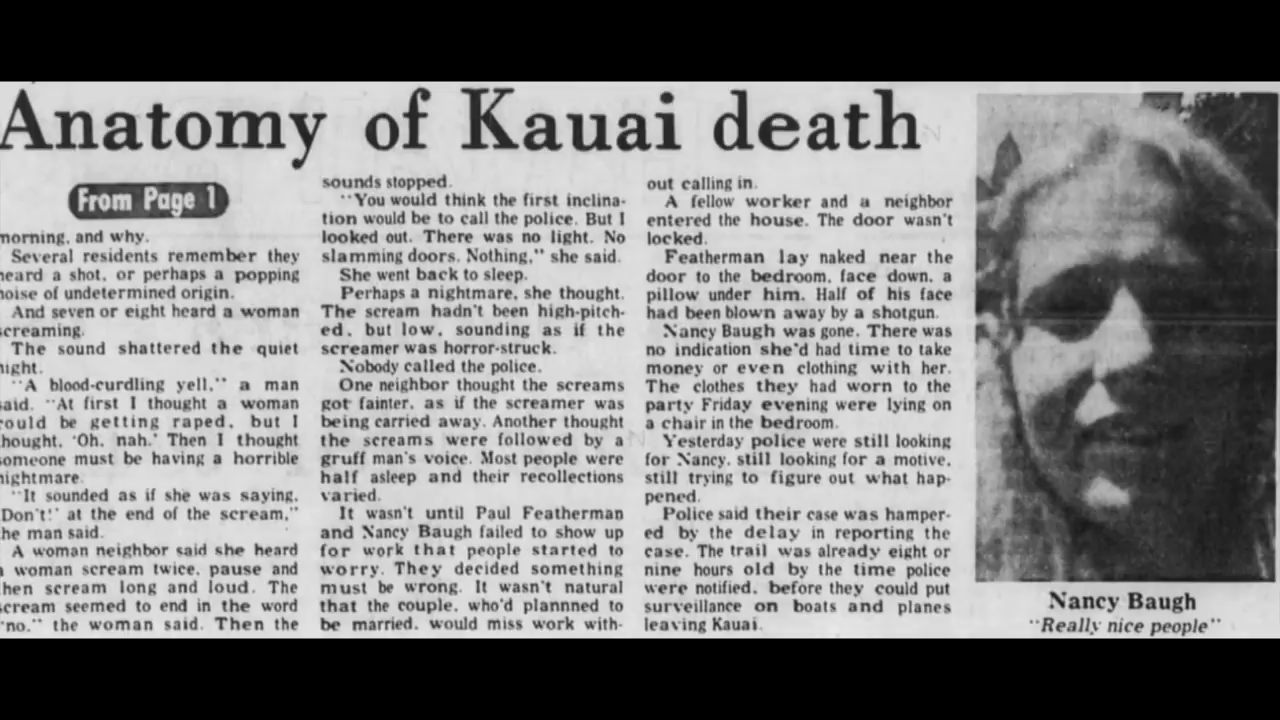 Anatomy of Kauai death
From Page 1
morning, and why.
Several residents remember they
heard a shot, or perhaps a popping
noise of undetermined origin.
And seven or eight heard a woman
screaming.
The sound shattered the quiet
night.
"A blood-curdling yell," a man
said. "At first I thought a woman
could be getting raped, but I
thought, 'Oh, nah.' Then I thought
someone must be having a horrible
nightmare.
"It sounded as if she was saying,
'Don't!' at the end of the scream,"
the man said.
A woman neighbor said she heard
a woman scream twice, pause and
then scream long and loud. The
scream seemed to end in the word
"no," the woman said. Then the
sounds stopped.
"You would think the first inclina-
tion would be to call the police. But I
looked out. There was no light. No
slamming doors. Nothing," she said.
She went back to sleep.
Perhaps a nightmare, she thought.
The scream hadn't been high-pitch-
ed, but low, sounding as if the
screamer was horror-struck.
Nobody called the police.
One neighbor thought the screams
got fainter, as if the screamer was
being carried away. Another thought
the screams were followed by a
gruff man's voice. Most people were
half asleep and their recollections
varied.
It wasn't until Paul Featherman
and Nancy Baugh failed to show up
for work that people started to
worry. They decided something
must be wrong. It wasn't natural
that the couple, who'd plannned to
be married, would miss work with-
out calling in.
A fellow worker and a neighbor
entered the house. The door wasn't
locked.
Featherman lay naked near the
door to the bedroom, face down, a
pillow under him. Half of his face
had been blown away by a shotgun.
Nancy Baugh was gone. There was
no indication she'd had time to take
money or even clothing with her.
The clothes they had worn to the
party Friday evening were lying on
a chair in the bedroom.
Yesterday police were still looking
for Nancy, still looking for a motive,
still trying to figure out what hap-
pened.
Police said their case was hamper-
ed by the delay in reporting the
case. The trail was already eight or
nine hours old by the time police
were notified, before they could put
surveillance on boats and planes
leaving Kauai.
Nancy Baugh
"Really nice people"